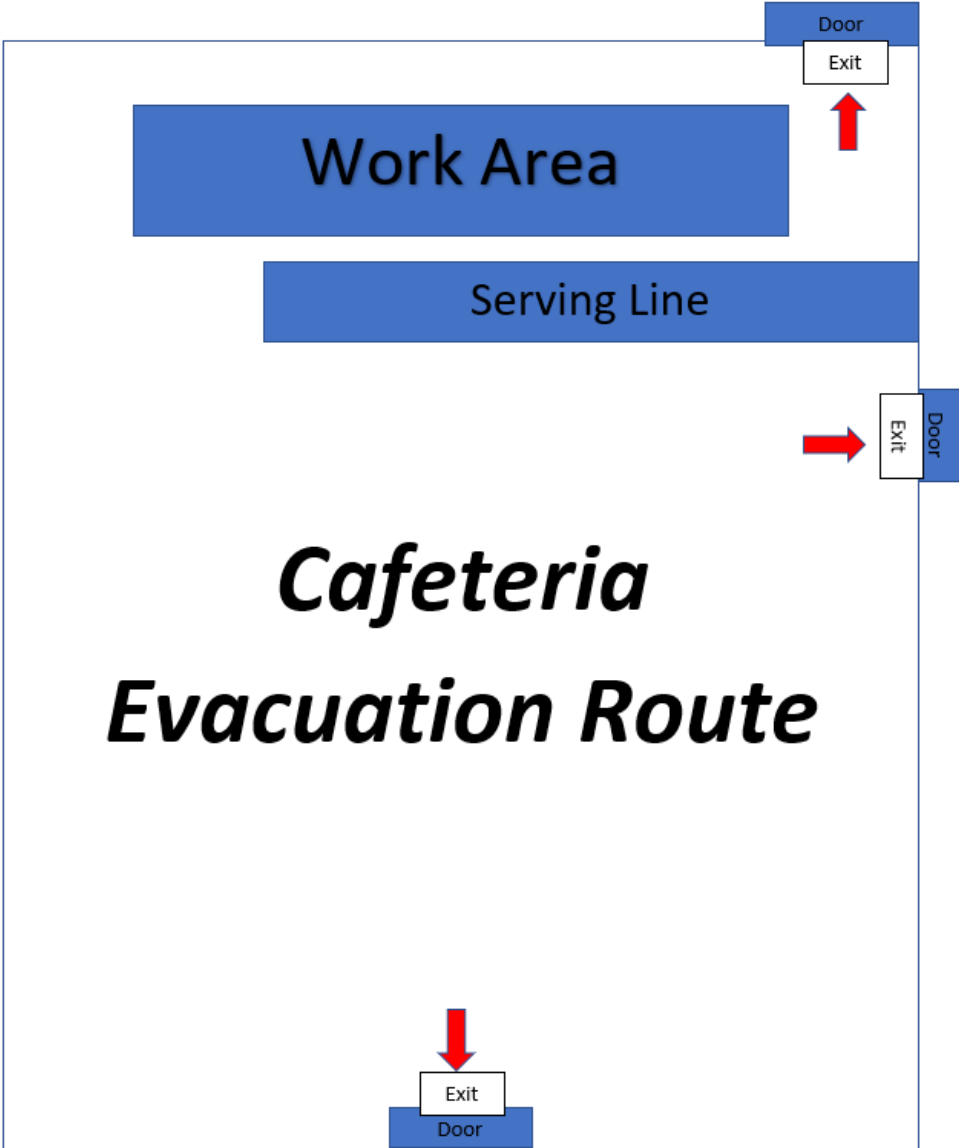 Door
Exit
Work Area
Serving Line
Exit
Door
Cafeteria
Evacuation Route
Exit
Door